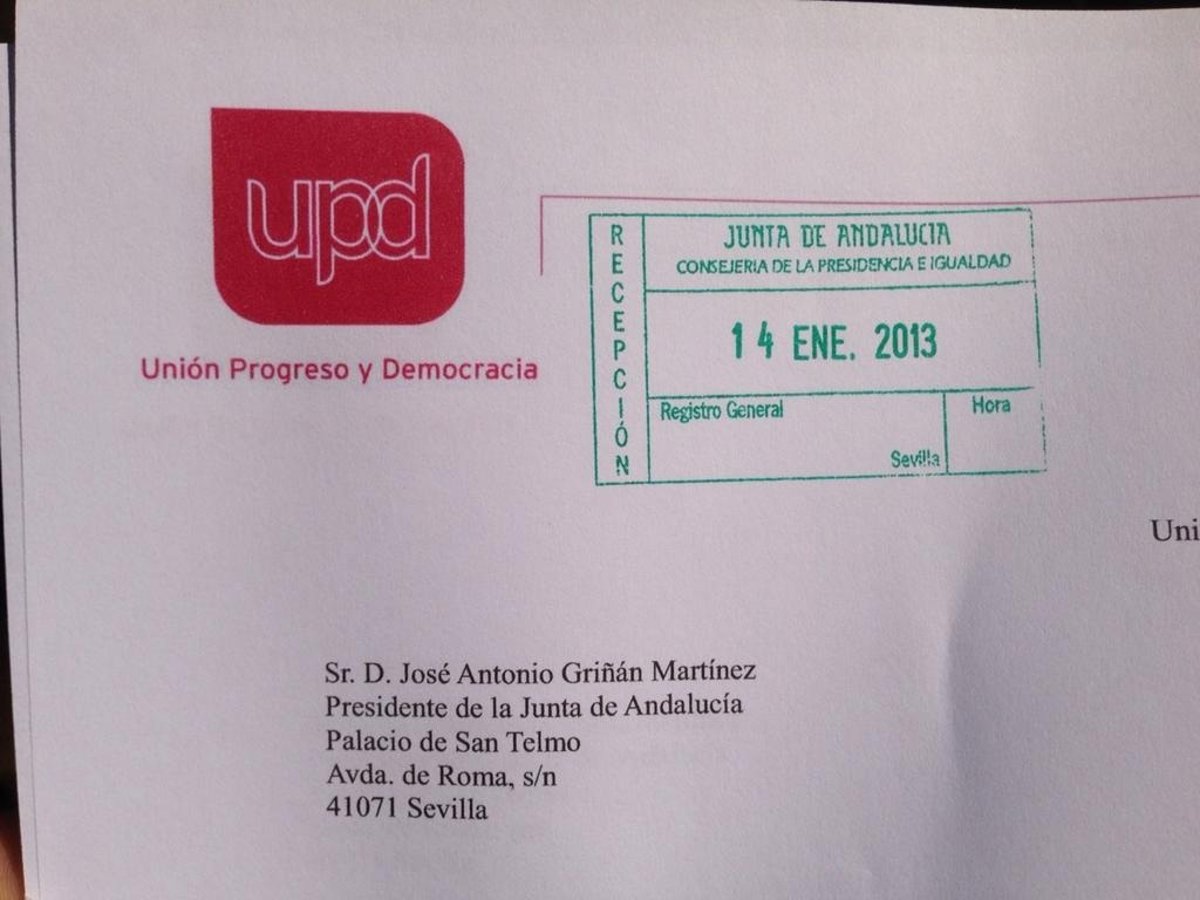 upd
Unión Progreso y Democracia
RECEPCIÓN
JUNTA DE ANDALUCIA
CONSEJERIA DE LA PRESIDENCIA E IGUALDAD
14 ENE. 2013
Registro General
Hora
Sevilla
Uni
Sr. D. José Antonio Griñán Martínez
Presidente de la Junta de Andalucía
Palacio de San Telmo
Avda. de Roma, s/n
41071 Sevilla